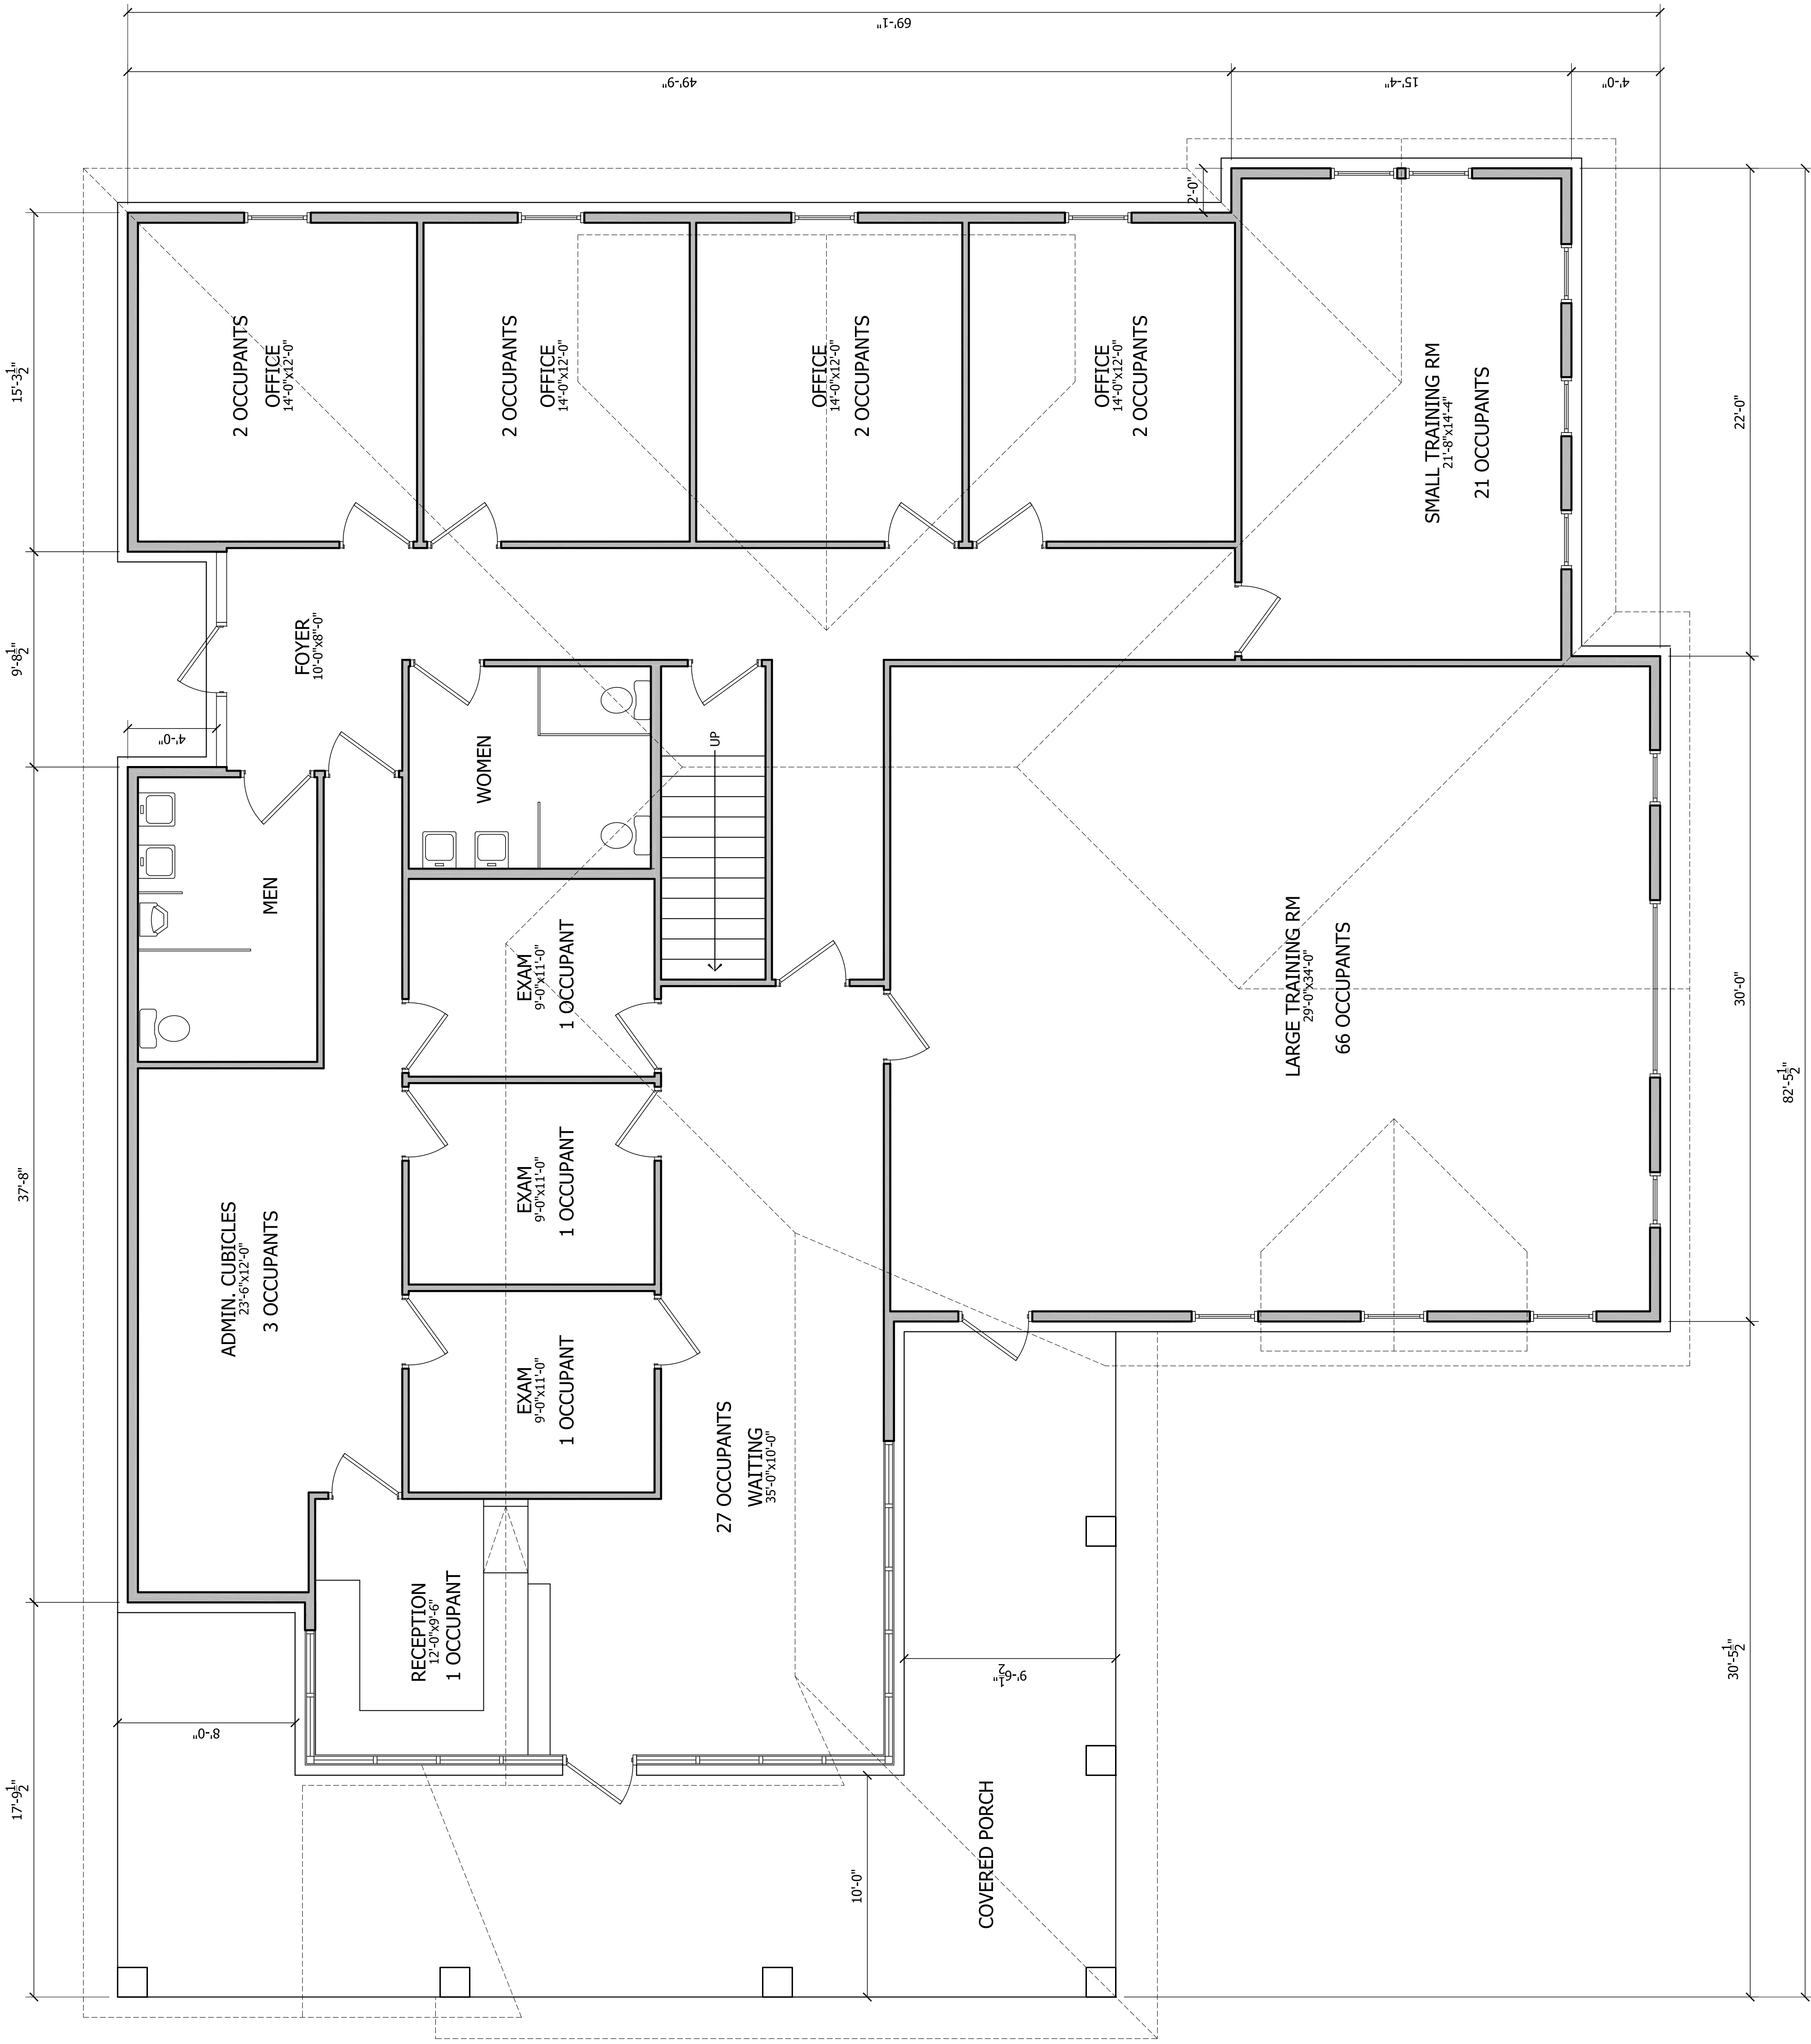 69'-1"
49'-9"
15'-4"
4'-0"
2'-0"
15'-3 1/2"
9'-8 1/2"
4'-0"
37'-8"
17'-9 1/2"
8'-0"
10'-0"
9'-6 1/2"
22'-0"
30'-0"
30'-5 1/2"
82'-5 1/2"
2 OCCUPANTS
OFFICE
14'-0"x12'-0"
2 OCCUPANTS
OFFICE
14'-0"x12'-0"
OFFICE
14'-0"x12'-0"
2 OCCUPANTS
OFFICE
14'-0"x12'-0"
2 OCCUPANTS
SMALL TRAINING RM
21'-8"x14'-4"
21 OCCUPANTS
FOYER
10'-0"x8"-0"
MEN
WOMEN
UP
EXAM
9'-0"x11'-0"
1 OCCUPANT
EXAM
9'-0"x11'-0"
1 OCCUPANT
EXAM
9'-0"x11'-0"
1 OCCUPANT
ADMIN. CUBICLES
23'-6"x12'-0"
3 OCCUPANTS
LARGE TRAINING RM
29'-0"x34'-0"
66 OCCUPANTS
27 OCCUPANTS
WAITING
35'-0"x10'-0"
RECEPTION
12'-0"x9'-6"
1 OCCUPANT
COVERED PORCH